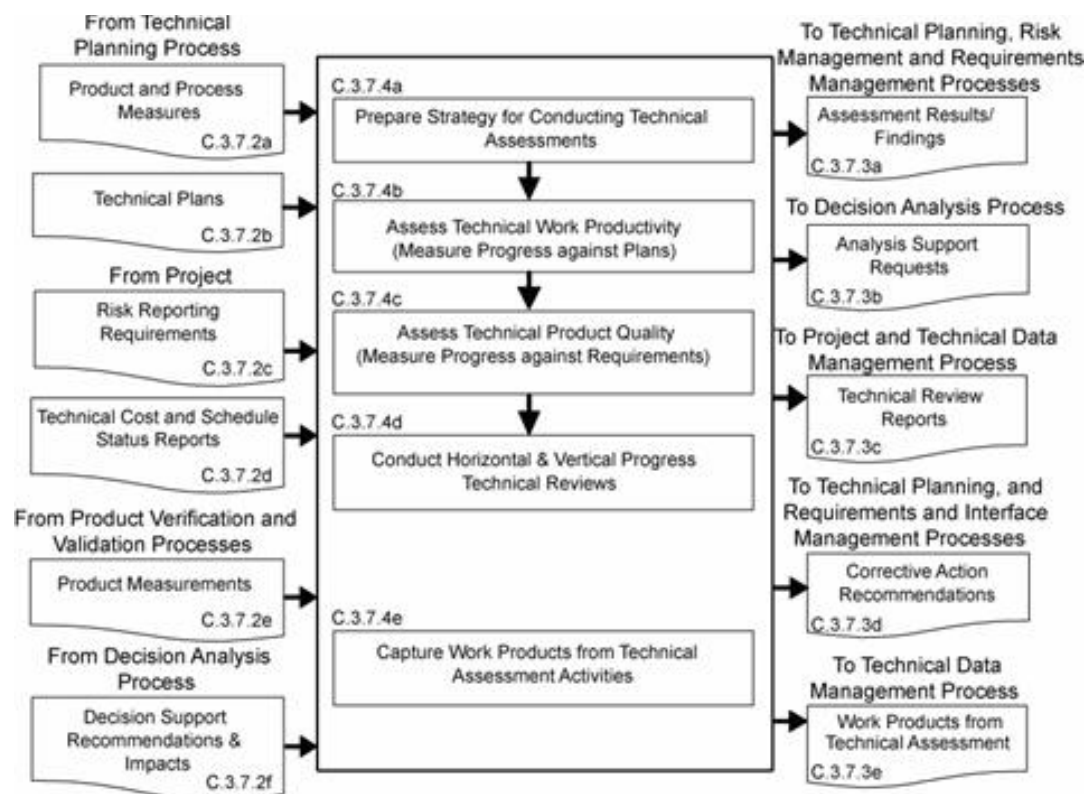 From Technical
Planning Process
Product and Process
Measures
C.3.7.2a
Technical Plans
C.3.7.2b
From Project
Risk Reporting
Requirements
C.3.7.2c
Technical Cost and Schedule
Status Reports
C.3.7.2d
From Product Verification and
Validation Processes
Product Measurements
C.3.7.2e
From Decision Analysis
Process
Decision Support
Recommendations &
Impacts
C.3.7.2f
C.3.7.4a
Prepare Strategy for Conducting Technical
Assessments
C.3.7.4b
Assess Technical Work Productivity
(Measure Progress against Plans)
C.3.7.4c
Assess Technical Product Quality
(Measure Progress against Requirements)
C.3.7.4d
Conduct Horizontal & Vertical Progress
Technical Reviews
C.3.7.4e
Capture Work Products from Technical
Assessment Activities
To Technical Planning, Risk
Management and Requirements
Management Processes
Assessment Results/
Findings
C.3.7.3a
To Decision Analysis Process
Analysis Support
Requests
C.3.7.3b
To Project and Technical Data
Management Process
Technical Review
Reports
C.3.7.3c
To Technical Planning, and
Requirements and Interface
Management Processes
Corrective Action
Recommendations
C.3.7.3d
To Technical Data
Management Process
Work Products from
Technical Assessment
C.3.7.3e